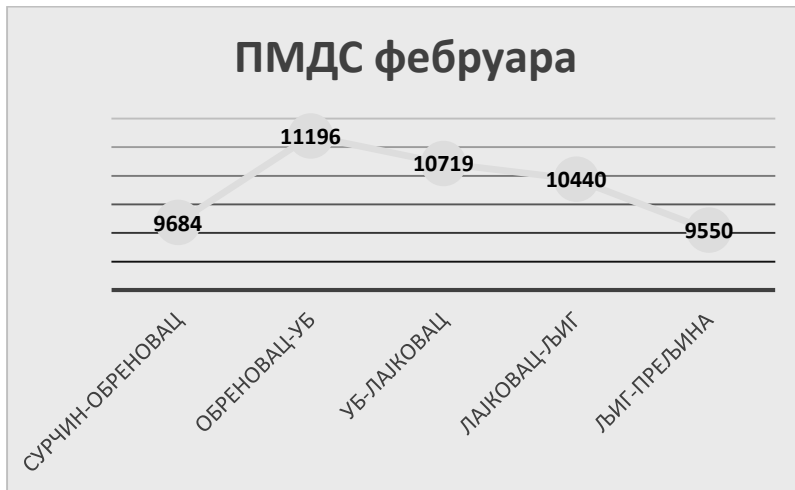 ПМДС фебруара
11196
10719
10440
9684
9550
СУРЧИН-ОБРЕНОВАЦ
ОБРЕНОВАЦ-УБ
УБ-ЛАЈКОВАЦ
ЛАЈКОВАЦ-ЉИГ
ЉИГ-ПРЕЉИНА